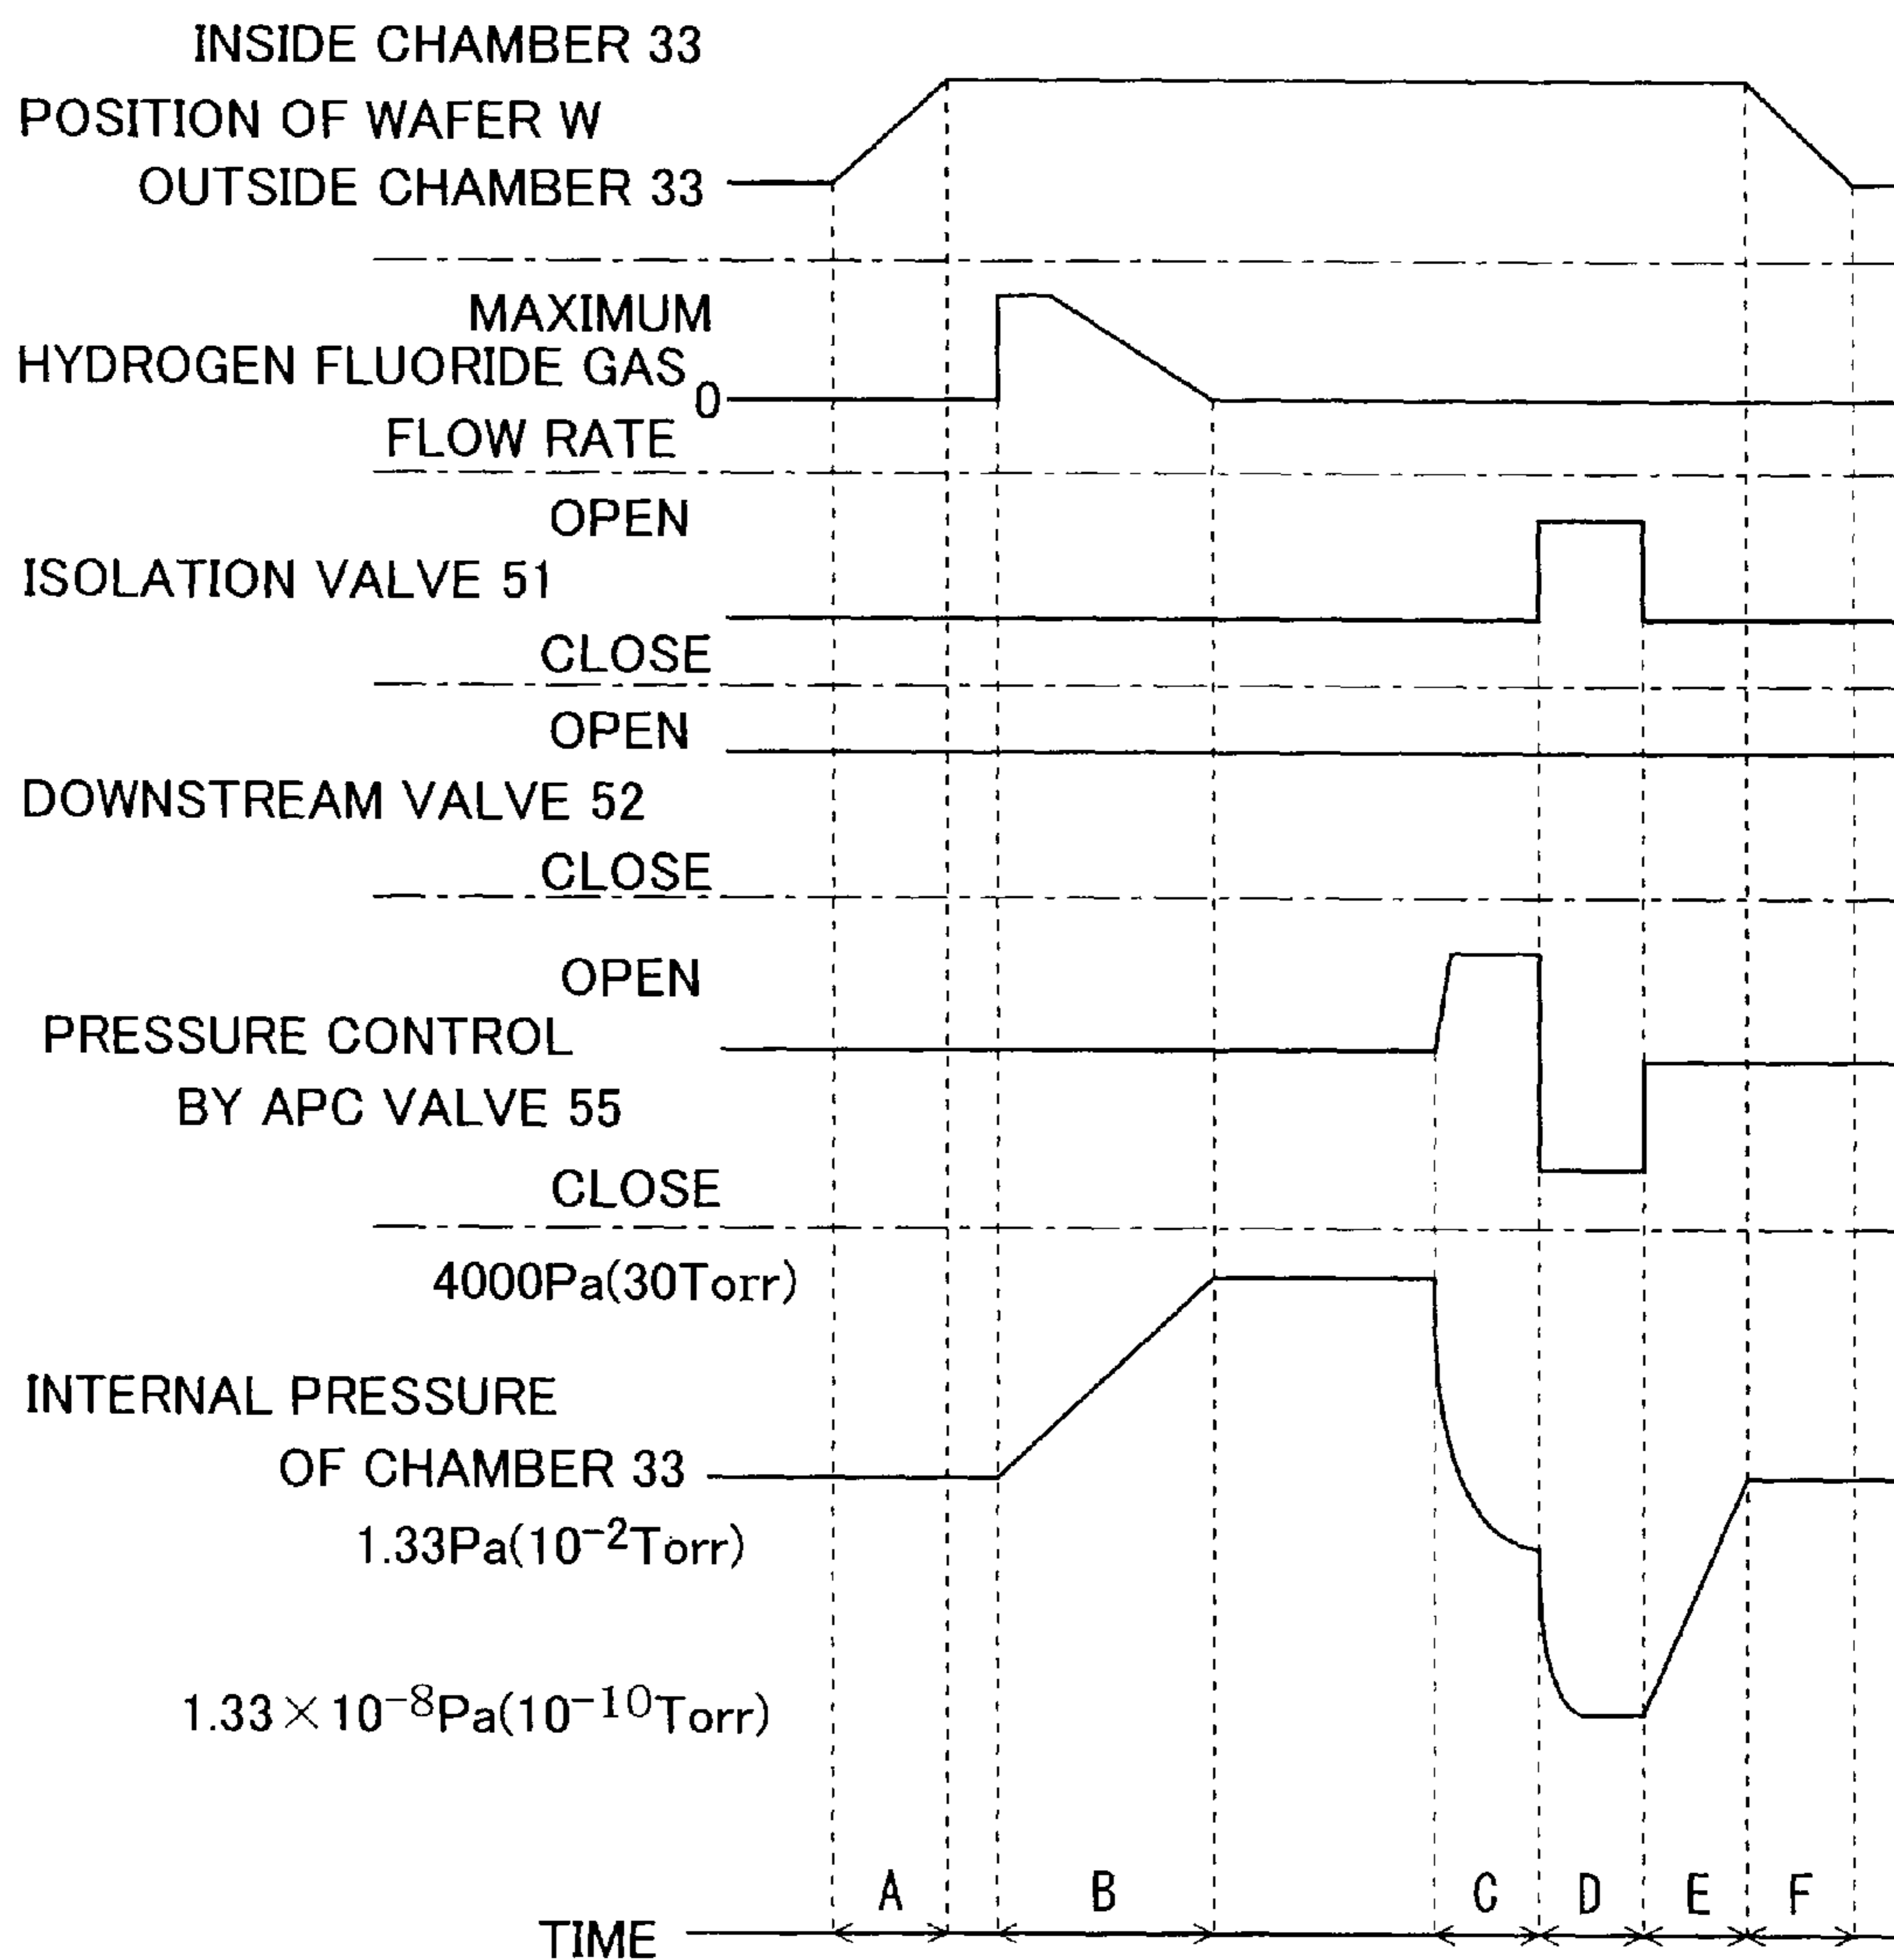 INSIDE CHAMBER 33
POSITION OF WAFER W
OUTSIDE CHAMBER 33
MAXIMUM
HYDROGEN FLUORIDE GAS
0
FLOW RATE
OPEN
ISOLATION VALVE 51
CLOSE
OPEN
DOWNSTREAM VALVE 52
CLOSE
OPEN
PRESSURE CONTROL
BY APC VALVE 55
CLOSE
4000Pa(30Torr)
INTERNAL PRESSURE
OF CHAMBER 33
1.33Pa(10⁻²Torr)
1.33×10⁻⁸Pa(10⁻¹⁰Torr)
A B C D E F
TIME